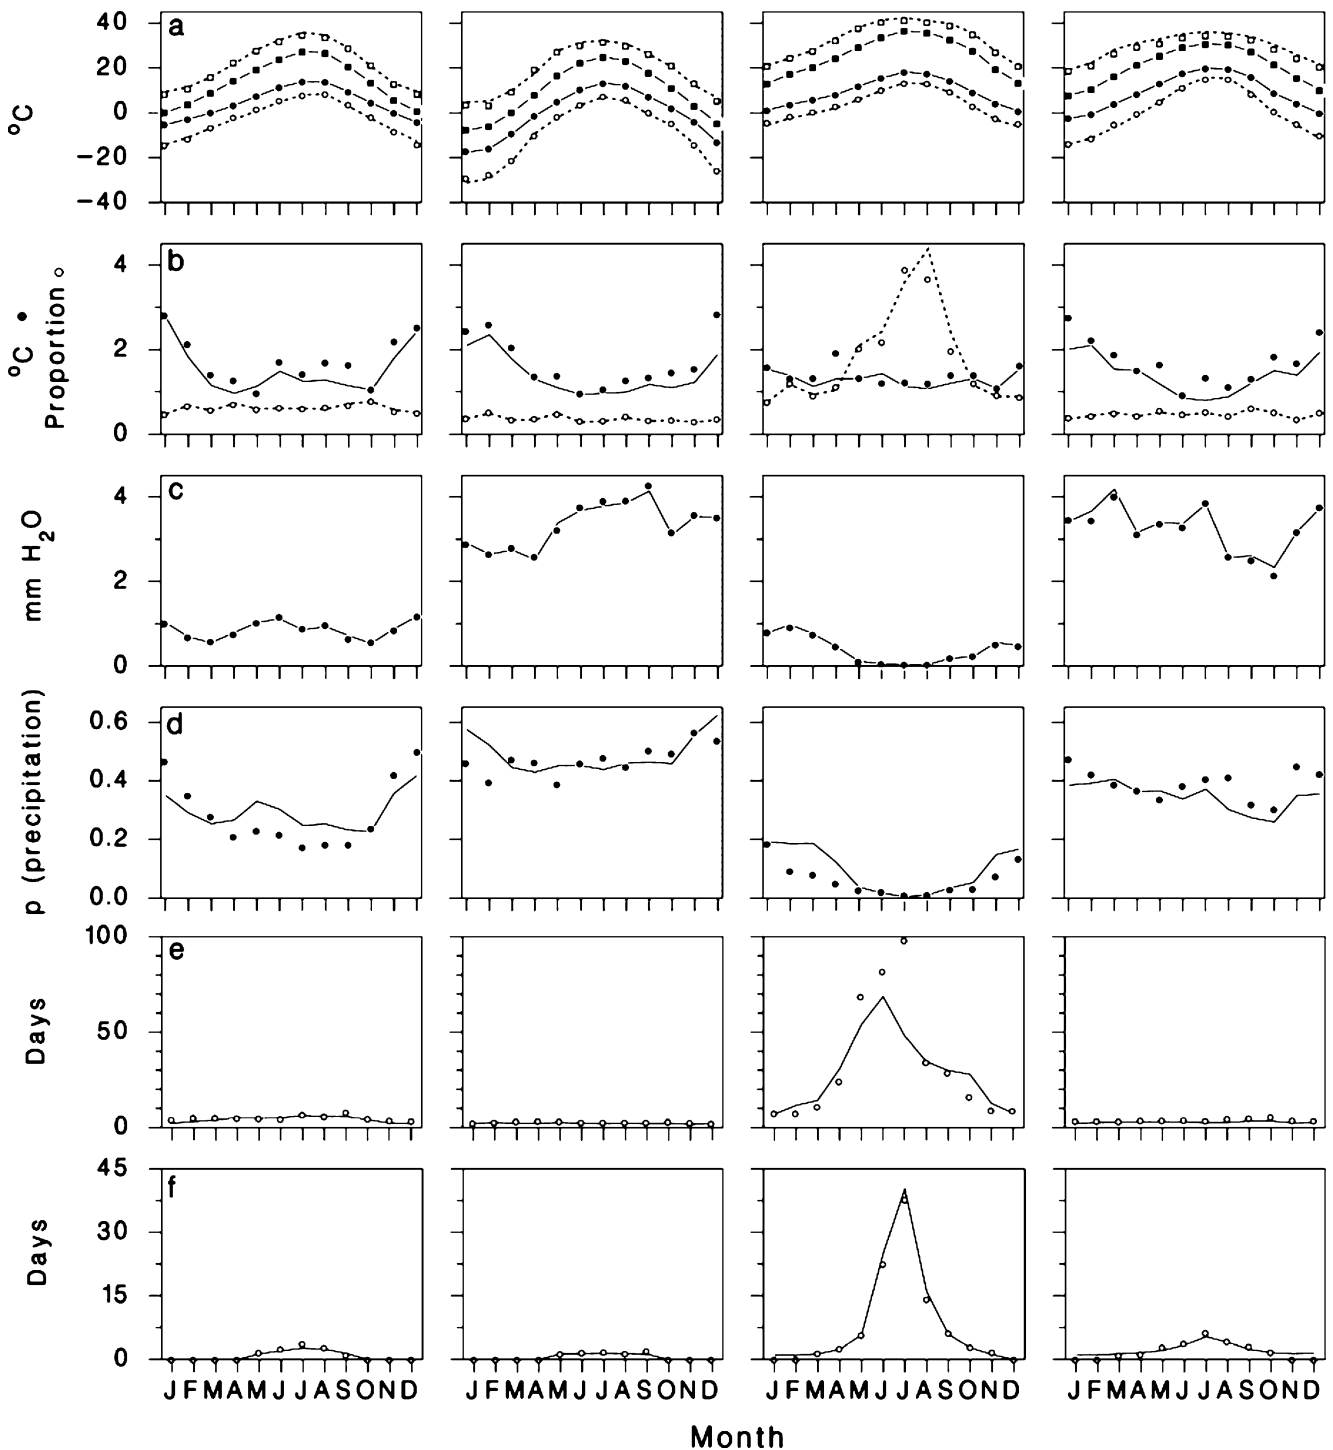 a
40
20
0
−20
−40
°C
b
4
2
0
°C ●
Proportion ○
c
4
2
0
mm H₂O
d
0.6
0.4
0.2
0.0
p (precipitation)
e
100
50
0
Days
f
45
30
15
0
Days
J F M A M J J A S O N D J F M A M J J A S O N D J F M A M J J A S O N D J F M A M J J A S O N D
Month